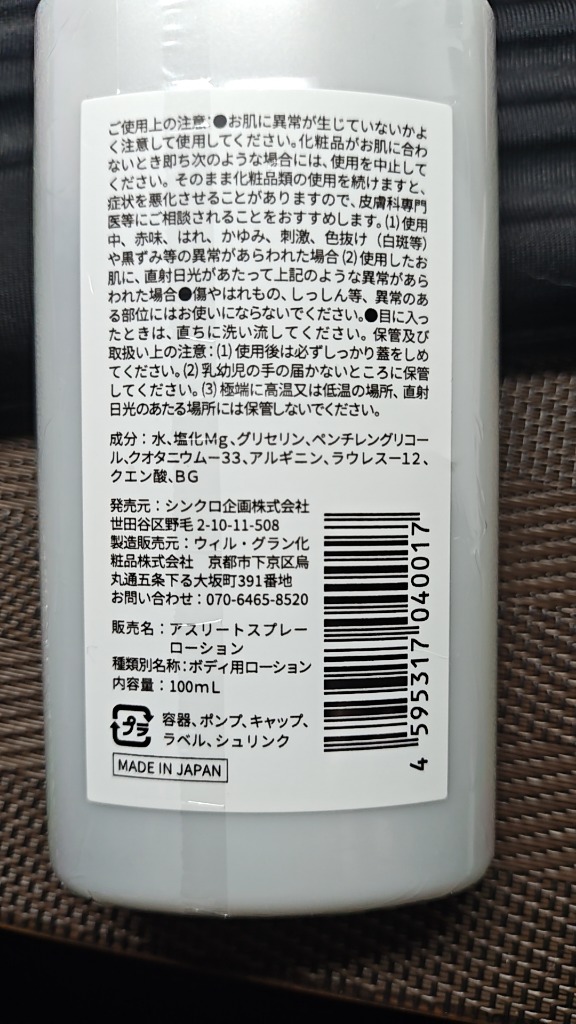 ご使用上の注意：●お肌に異常が生じていないかよ
く注意して使用してください。化粧品がお肌に合わ
ないとき即ち次のような場合には、使用を中止して
ください。そのまま化粧品類の使用を続けますと、
症状を悪化させることがありますので、皮膚科専門
医等にご相談されることをおすすめします。(1)使用
中、赤味、はれ、かゆみ、刺激、色抜け（白斑等）
や黒ずみ等の異常があらわれた場合(2)使用したお
肌に、直射日光があたって上記のような異常があら
われた場合●傷やはれもの、しっしん等、異常のあ
る部位にはお使いにならないでください。●目に入っ
たときは、直ちに洗い流してください。保管及び
取扱い上の注意：(1)使用後は必ずしっかり蓋をしめ
てください。(2)乳幼児の手の届かないところに保管
してください。(3)極端に高温又は低温の場所、直射
日光のあたる場所には保管しないでください。
成分：水、塩化Mg、グリセリン、ペンチレングリコー
ル、クオタニウムー33、アルギニン、ラウレスー12、
クエン酸、BG
発売元：シンクロ企画株式会社
世田谷区野毛2-10-11-508
製造販売元：ウィル・グラン化
粧品株式会社　京都市下京区烏
丸通五条下る大坂町391番地
お問い合わせ：070-6465-8520
販売名：アスリートスプレー
ローション
種類別名称：ボディ用ローション
内容量：100mL
プラ
容器、ポンプ、キャップ、
ラベル、シュリンク
MADE IN JAPAN
4 595317 040017